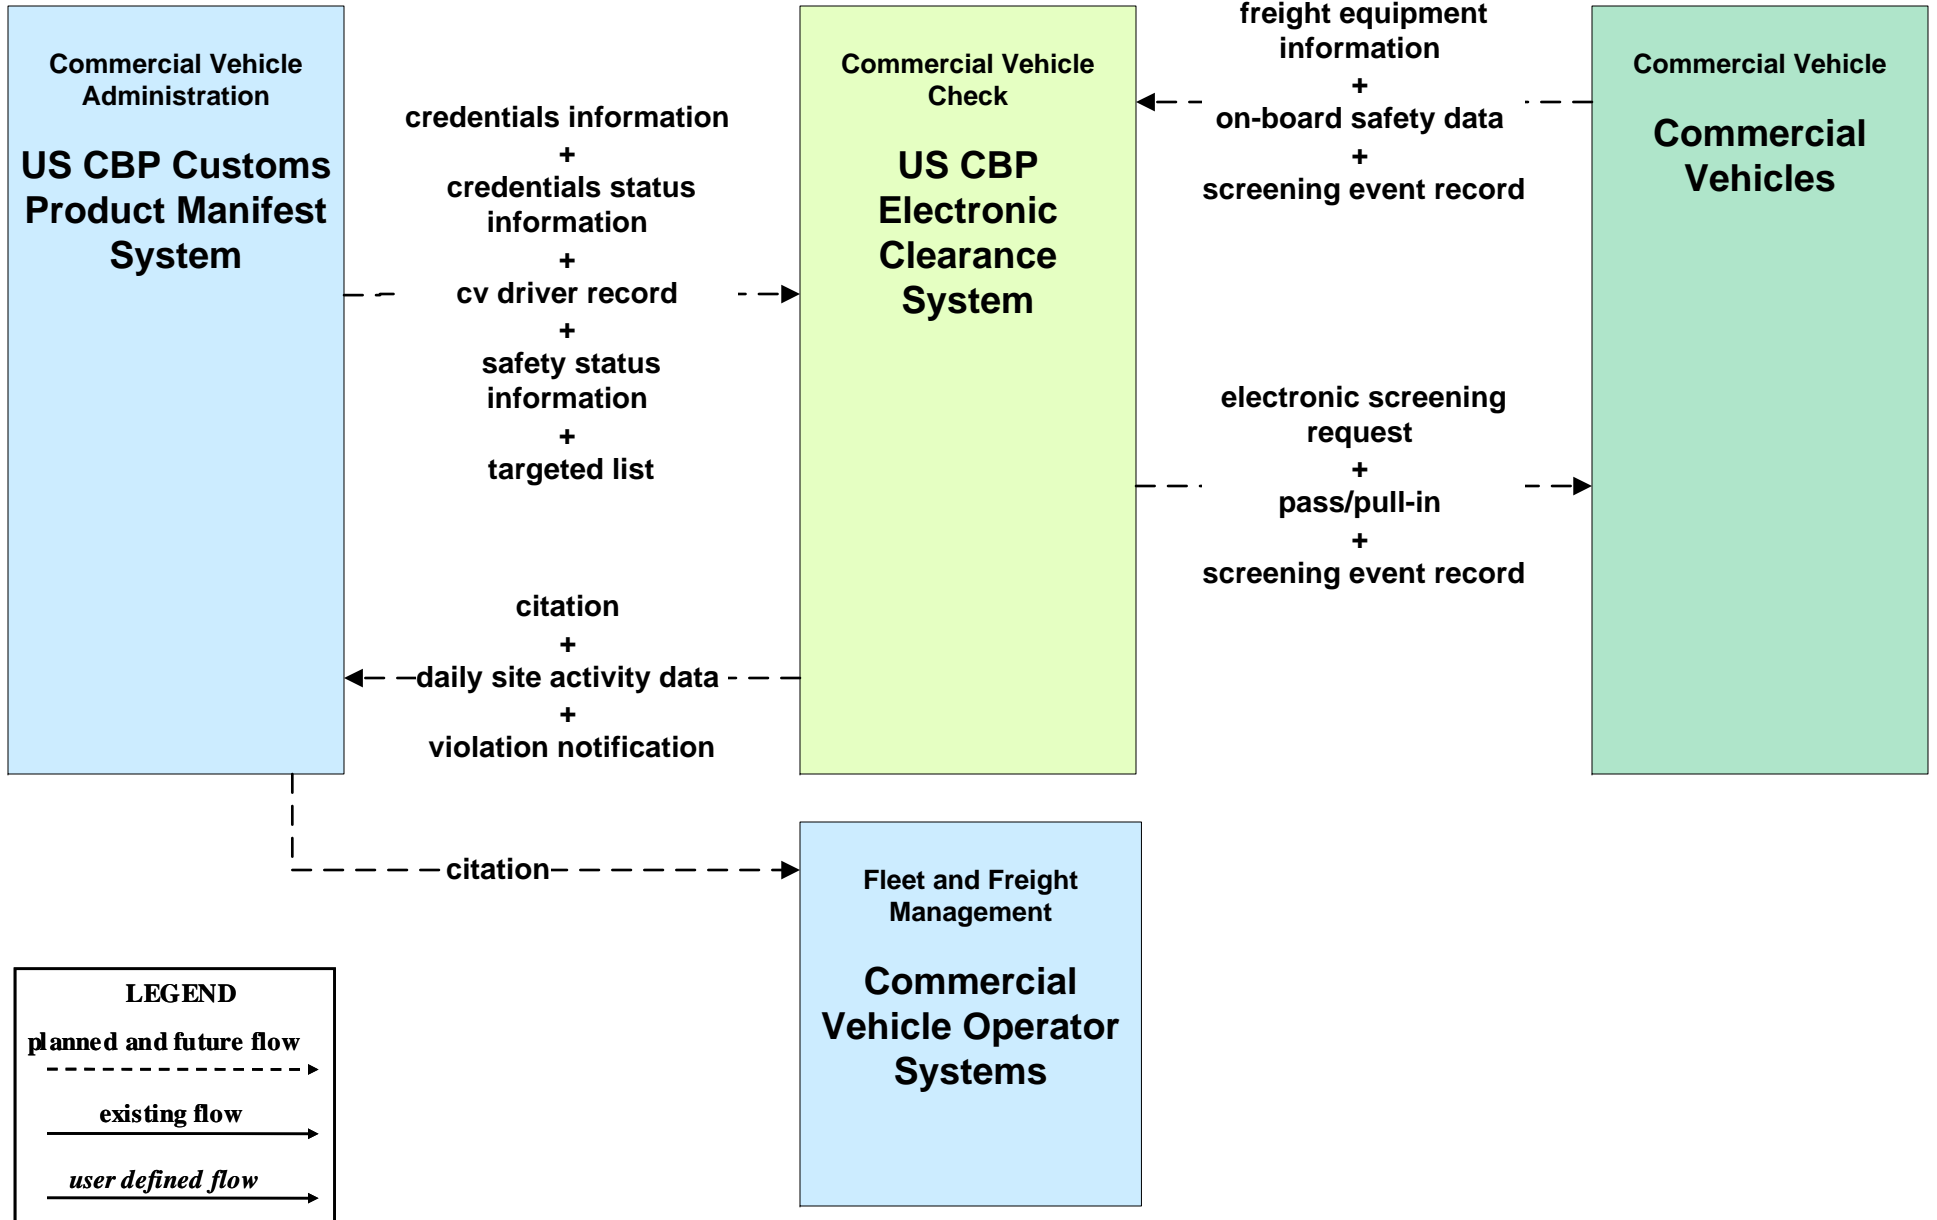 Commercial Vehicle
Administration
US CBP Customs
Product Manifest
System
credentials information
+
credentials status
information
+
cv driver record
+
safety status
information
+
targeted list
citation
+
daily site activity data
+
violation notification
Commercial Vehicle
Check
US CBP
Electronic
Clearance
System
freight equipment
information
+
on-board safety data
+
screening event record
electronic screening
request
+
pass/pull-in
+
screening event record
Commercial Vehicle
Commercial
Vehicles
citation
Fleet and Freight
Management
Commercial
Vehicle Operator
Systems
LEGEND
planned and future flow
existing flow
user defined flow